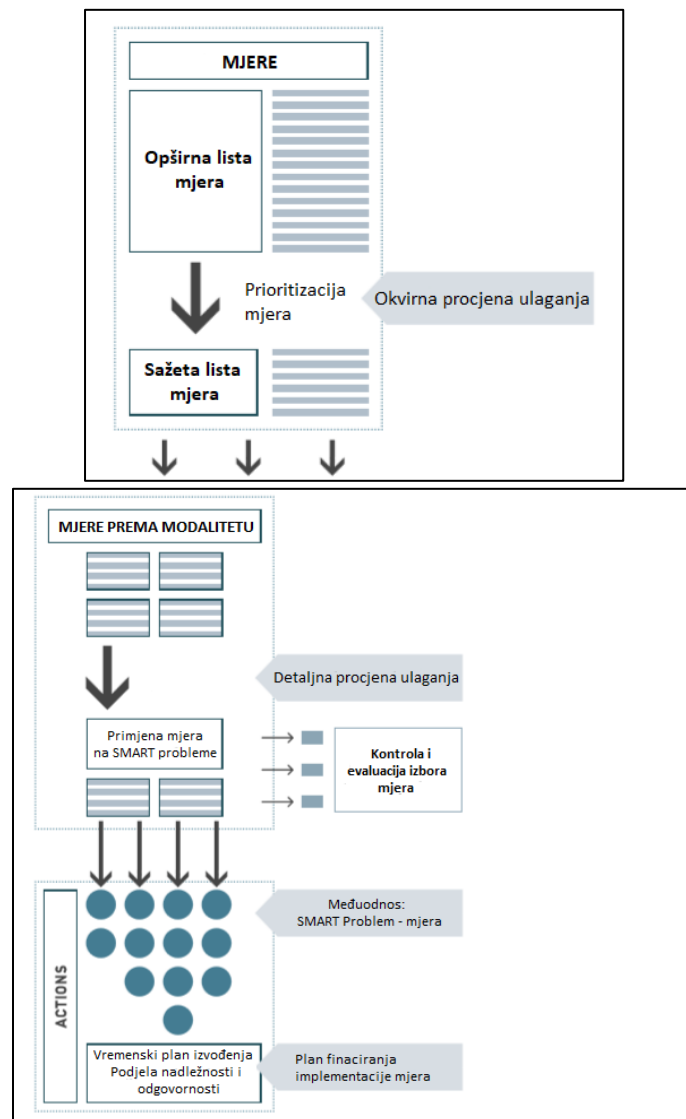 MJERE
Opširna lista
mjera
Prioritizacija
mjera
Okvirna procjena ulaganja
Sažeta lista
mjera
MJERE PREMA MODALITETU
Detaljna procjena ulaganja
Primjena mjera
na SMART probleme
Kontrola i
evaluacija izbora
mjera
Međuodnos:
SMART Problem - mjera
ACTIONS
Vremenski plan izvođenja
Podjela nadležnosti i
odgovornosti
Plan finaciranja
implementacije mjera